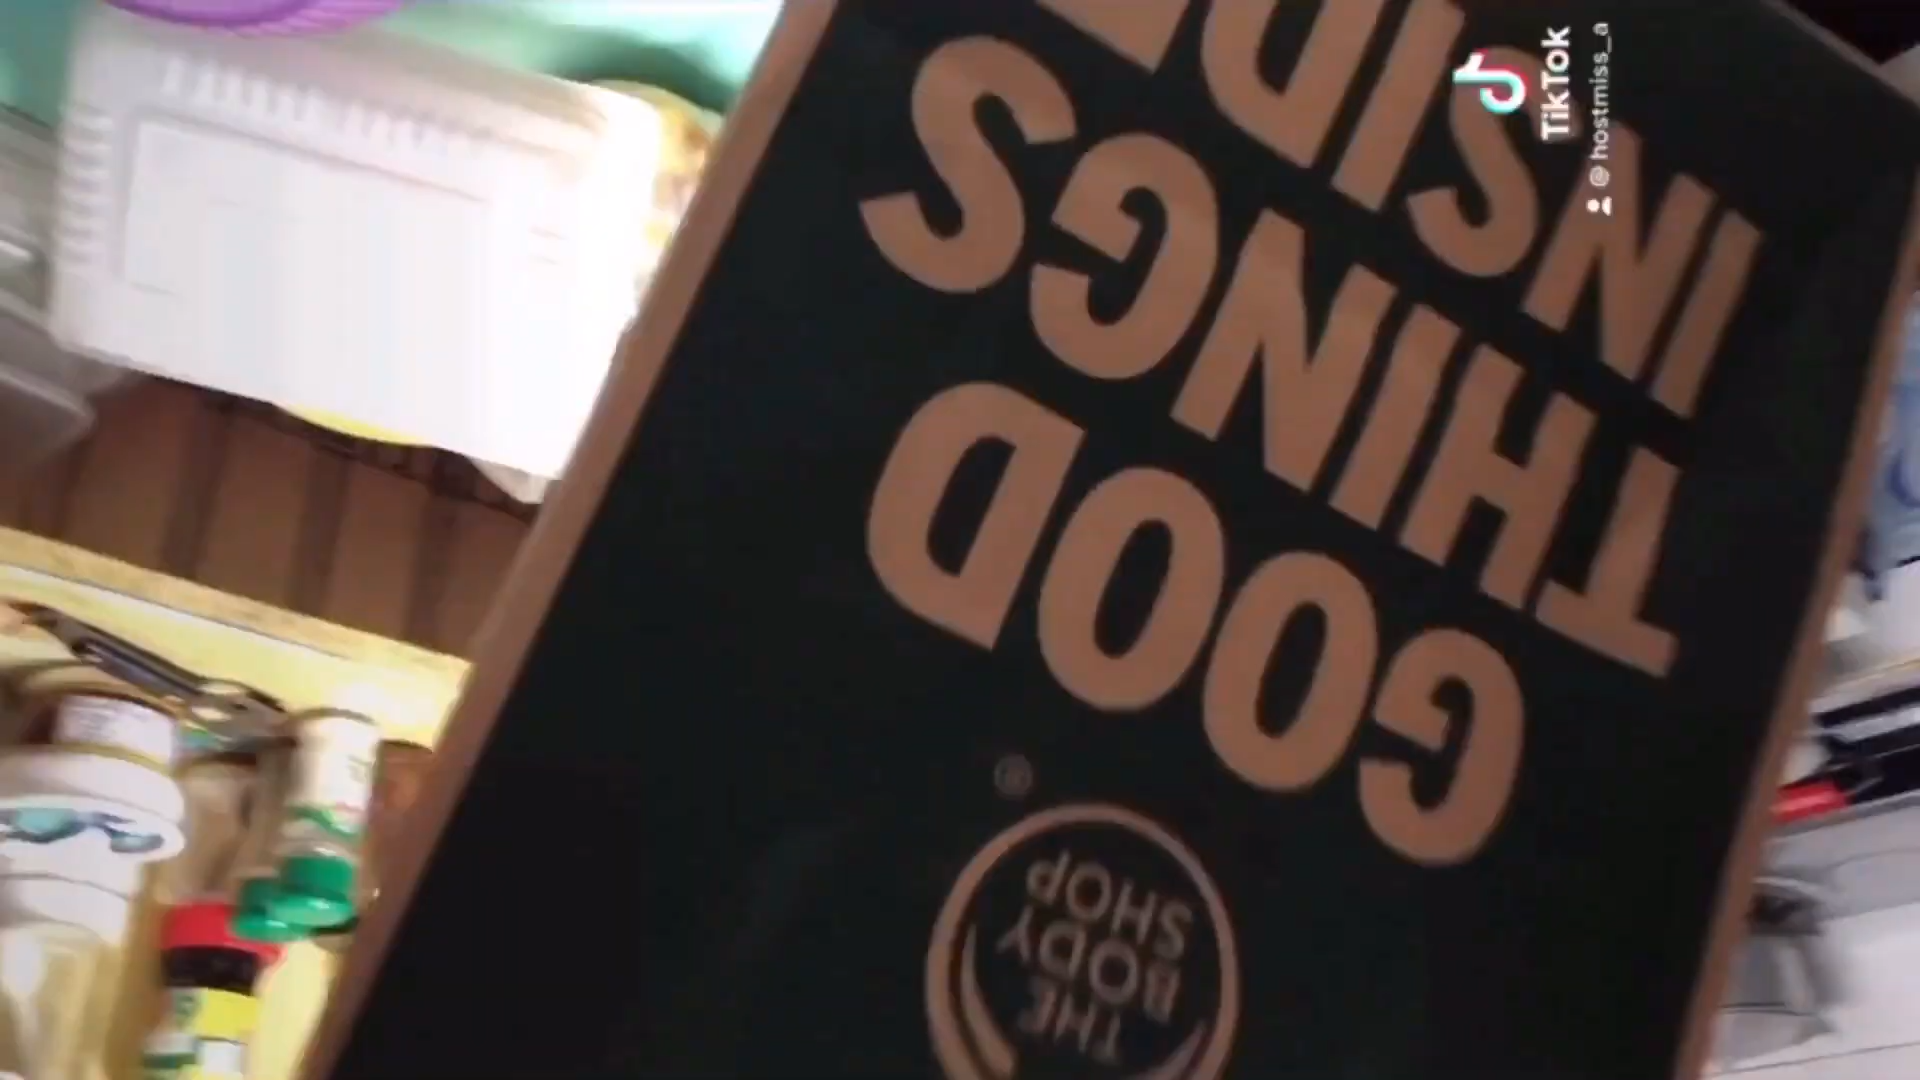 THE
BODY
SHOP
®
GOOD
THINGS
INSIDE
TikTok
@hostmiss_a